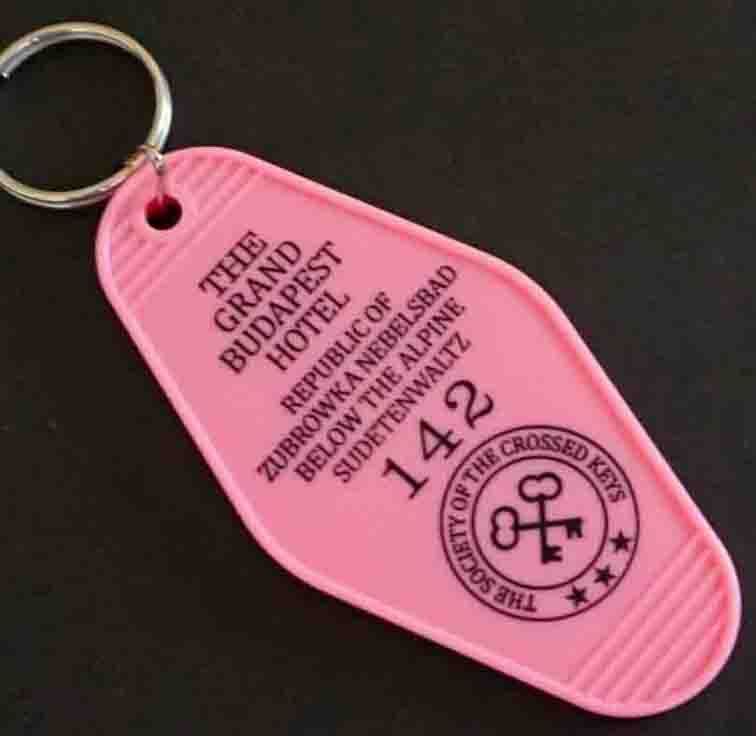 THE
GRAND
BUDAPEST
HOTEL
REPUBLIC OF
ZUBROWKA NEBELSBAD
BELOW THE ALPINE
SUDETENWALTZ
142
THE SOCIETY OF THE CROSSED KEYS